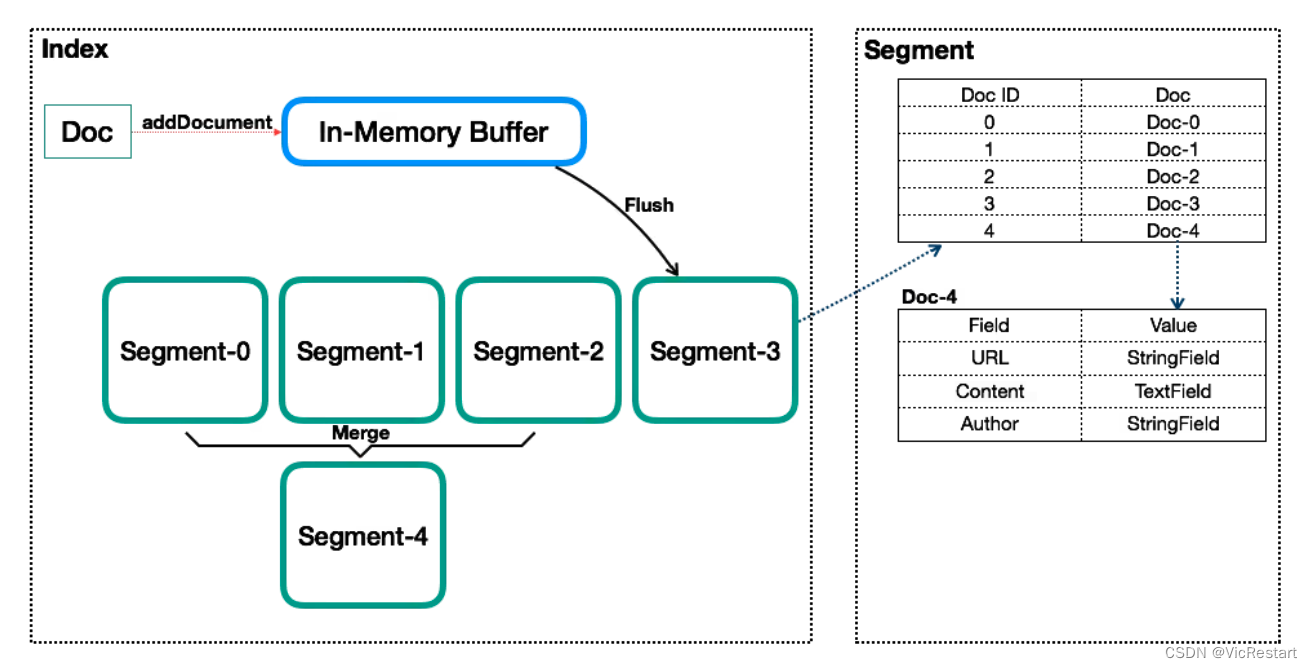 Index
Doc
addDocument
In-Memory Buffer
Flush
Segment-0
Segment-1
Segment-2
Segment-3
Merge
Segment-4
Segment
Doc ID Doc
0 Doc-0
1 Doc-1
2 Doc-2
3 Doc-3
4 Doc-4
Doc-4
Field Value
URL StringField
Content TextField
Author StringField
CSDN @VicRestart